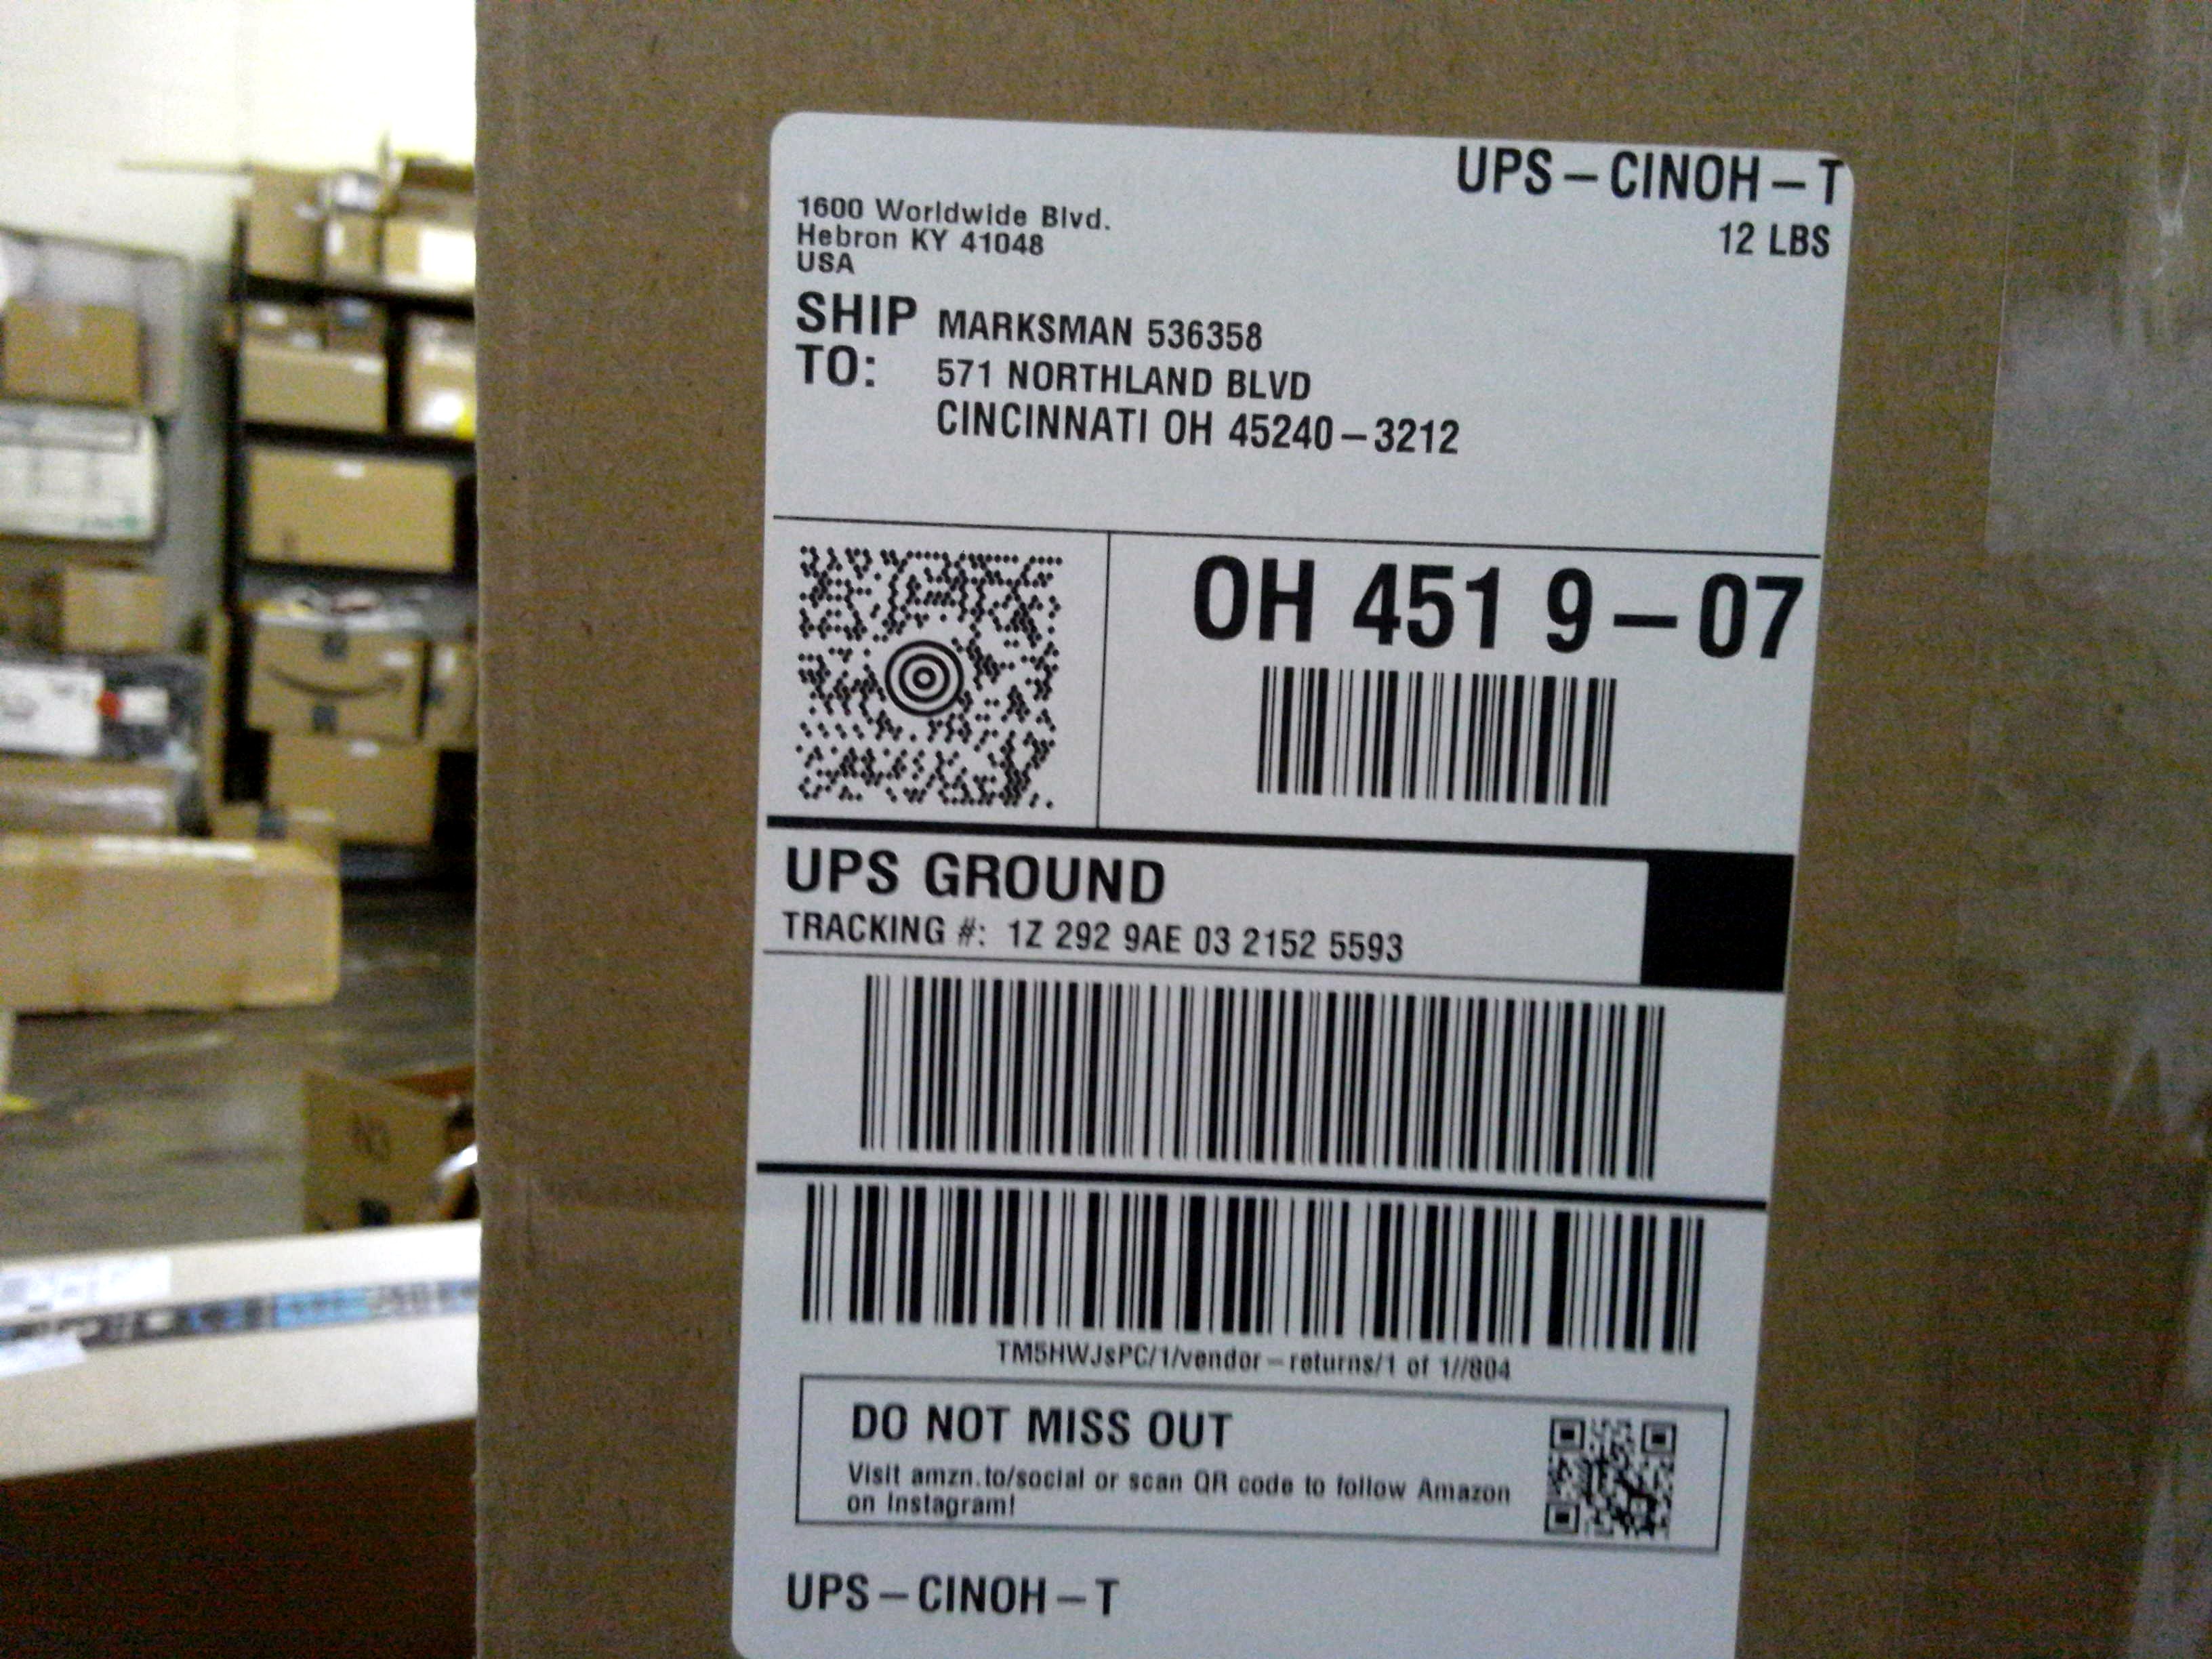 UPS – CINOH – T
12 LBS
1600 Worldwide Blvd.
Hebron KY 41048
USA
SHIP TO:
MARKSMAN 536358
571 NORTHLAND BLVD
CINCINNATI OH 45240 – 3212
OH 451 9 – 07
UPS GROUND
TRACKING #: 1Z 292 9AE 03 2152 5593
TM5HWJsPC/1/vendor – returns/1 of 1//804
DO NOT MISS OUT
Visit amzn.to/social or scan QR code to follow Amazon
on Instagram!
UPS – CINOH – T